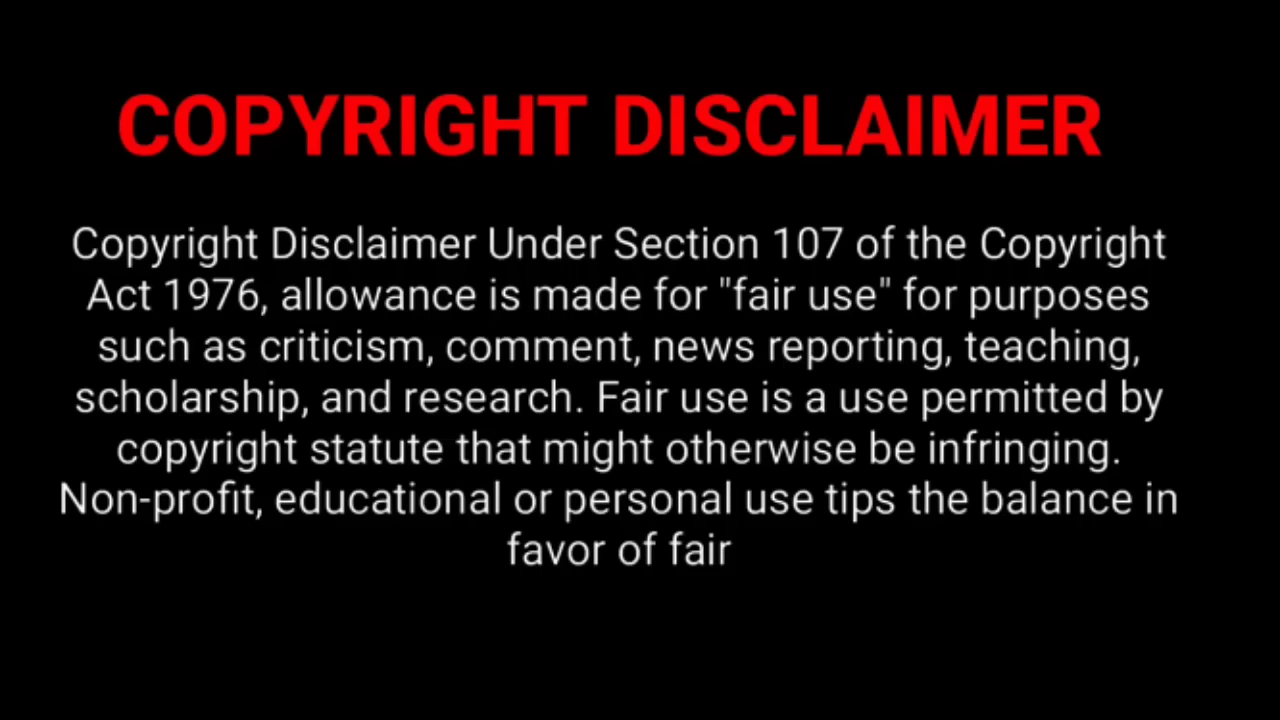 COPYRIGHT DISCLAIMER
Copyright Disclaimer Under Section 107 of the Copyright
Act 1976, allowance is made for "fair use" for purposes
such as criticism, comment, news reporting, teaching,
scholarship, and research. Fair use is a use permitted by
copyright statute that might otherwise be infringing.
Non-profit, educational or personal use tips the balance in
favor of fair